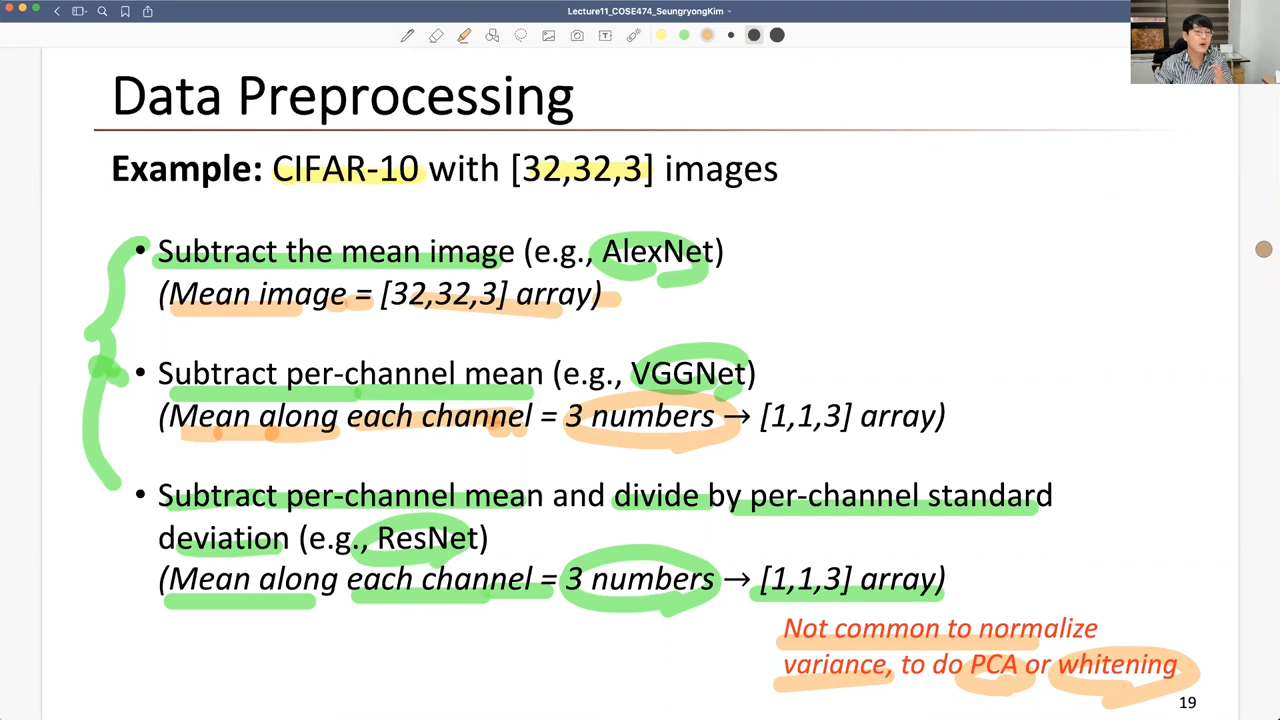 Lecture11_COSE474_SeungryongKim
Data Preprocessing
Example: CIFAR-10 with [32,32,3] images
• Subtract the mean image (e.g., AlexNet)
(Mean image = [32,32,3] array)
• Subtract per-channel mean (e.g., VGGNet)
(Mean along each channel = 3 numbers → [1,1,3] array)
• Subtract per-channel mean and divide by per-channel standard
deviation (e.g., ResNet)
(Mean along each channel = 3 numbers → [1,1,3] array)
Not common to normalize
variance, to do PCA or whitening
19